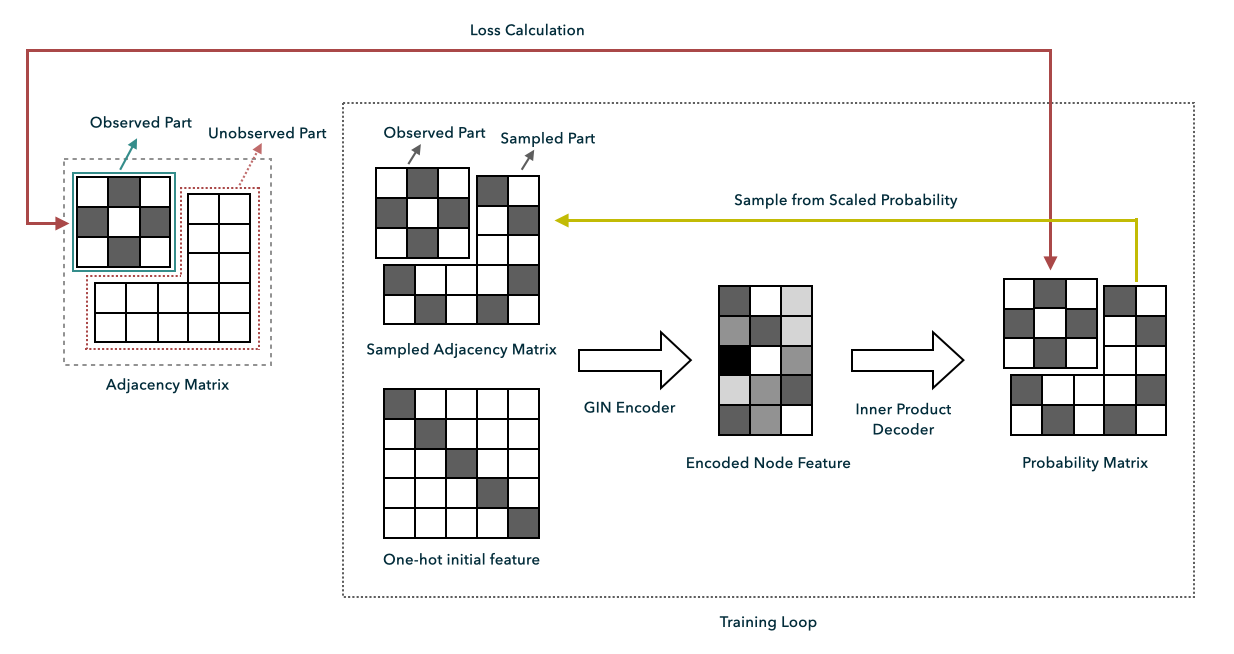 Loss Calculation
Observed Part
Unobserved Part
Adjacency Matrix
Observed Part
Sampled Part
Sample from Scaled Probability
Sampled Adjacency Matrix
GIN Encoder
Inner Product
Decoder
Encoded Node Feature
Probability Matrix
One-hot initial feature
Training Loop